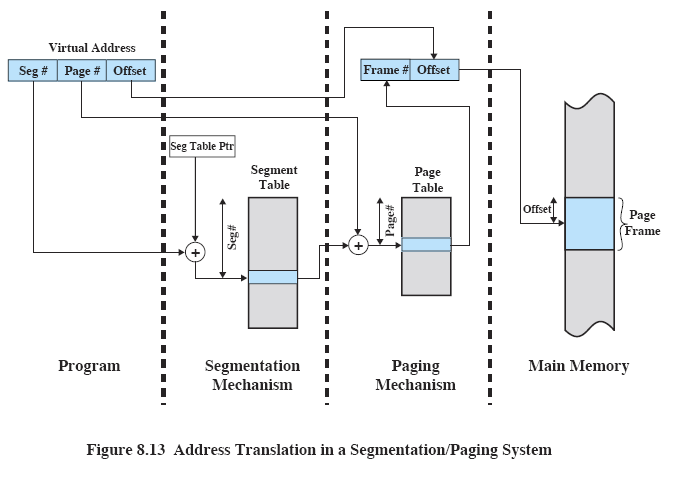 Virtual Address
Seg # Page # Offset
Frame # Offset
Seg Table Ptr
Segment
Table
Page
Table
Seg#
Page#
+
+
Offset
Page
Frame
Program
Segmentation
Mechanism
Paging
Mechanism
Main Memory
Figure 8.13 Address Translation in a Segmentation/Paging System